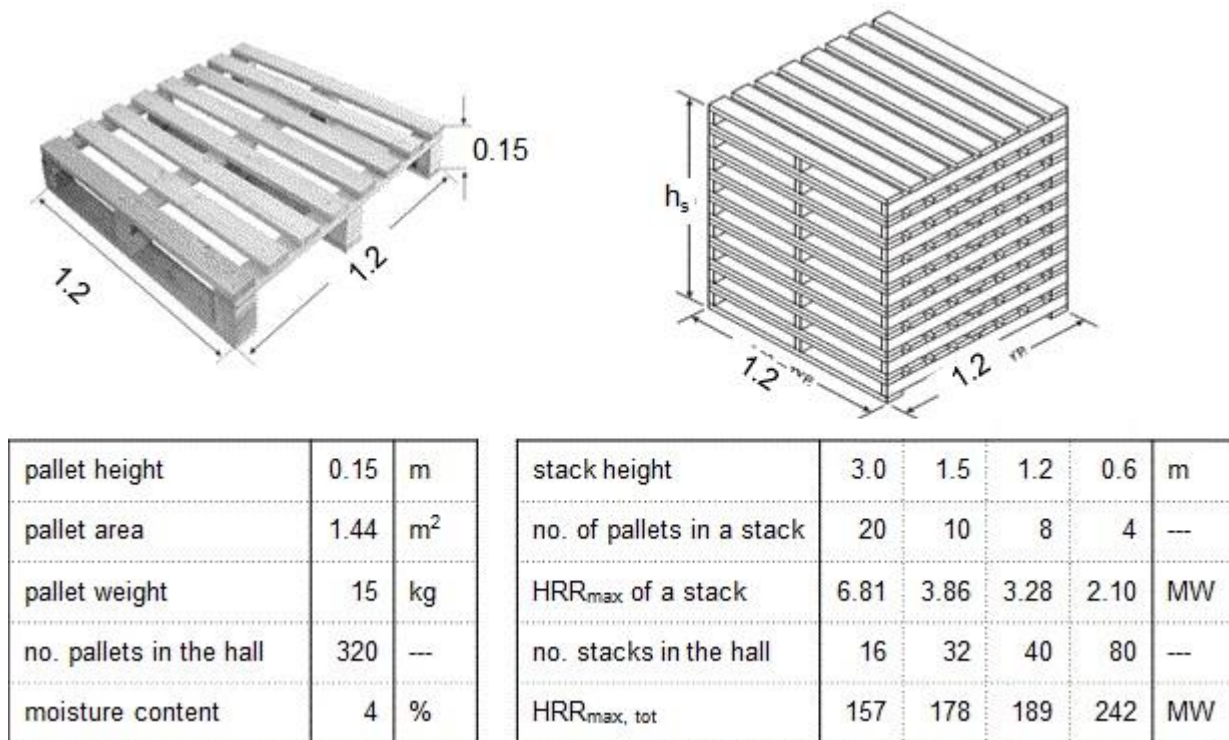 0.15
1.2
1.2
h_s
1.2
1.2
pallet height 0.15 m
pallet area 1.44 m²
pallet weight 15 kg
no. pallets in the hall 320 ---
moisture content 4 %
stack height 3.0 1.5 1.2 0.6 m
no. of pallets in a stack 20 10 8 4 ---
HRR_max of a stack 6.81 3.86 3.28 2.10 MW
no. stacks in the hall 16 32 40 80 ---
HRR_max, tot 157 178 189 242 MW